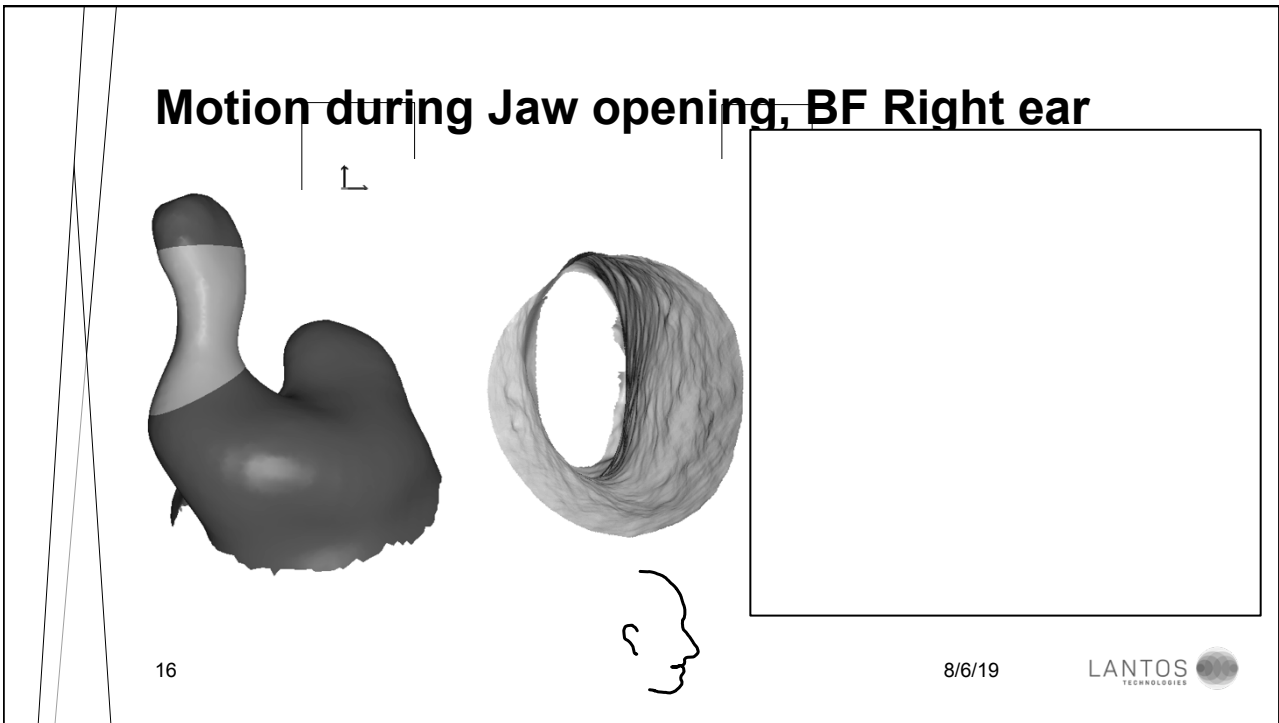 Motion during Jaw opening, BF Right ear
16
8/6/19
LANTOS
TECHNOLOGIES